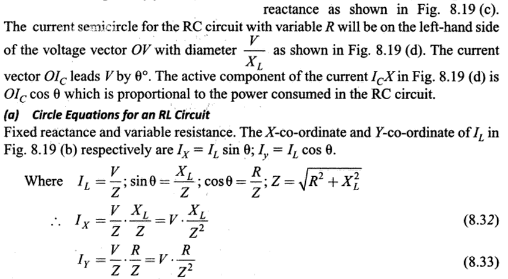 reactance as shown in Fig. 8.19 (c).
The current semicircle for the RC circuit with variable R will be on the left-hand side
of the voltage vector OV with diameter V/X_L as shown in Fig. 8.19 (d). The current
vector OI_C leads V by θ°. The active component of the current I_CX in Fig. 8.19 (d) is
OI_C cos θ which is proportional to the power consumed in the RC circuit.
(a) Circle Equations for an RL Circuit
Fixed reactance and variable resistance. The X-co-ordinate and Y-co-ordinate of I_L in
Fig. 8.19 (b) respectively are I_X = I_L sin θ; I_y = I_L cos θ.
Where I_L = V/Z; sin θ = X_L/Z; cos θ = R/Z; Z = √(R² + X_L²)
∴ I_X = V/Z · X_L/Z = V · X_L/Z² (8.32)
I_Y = V/Z · R/Z = V · R/Z² (8.33)